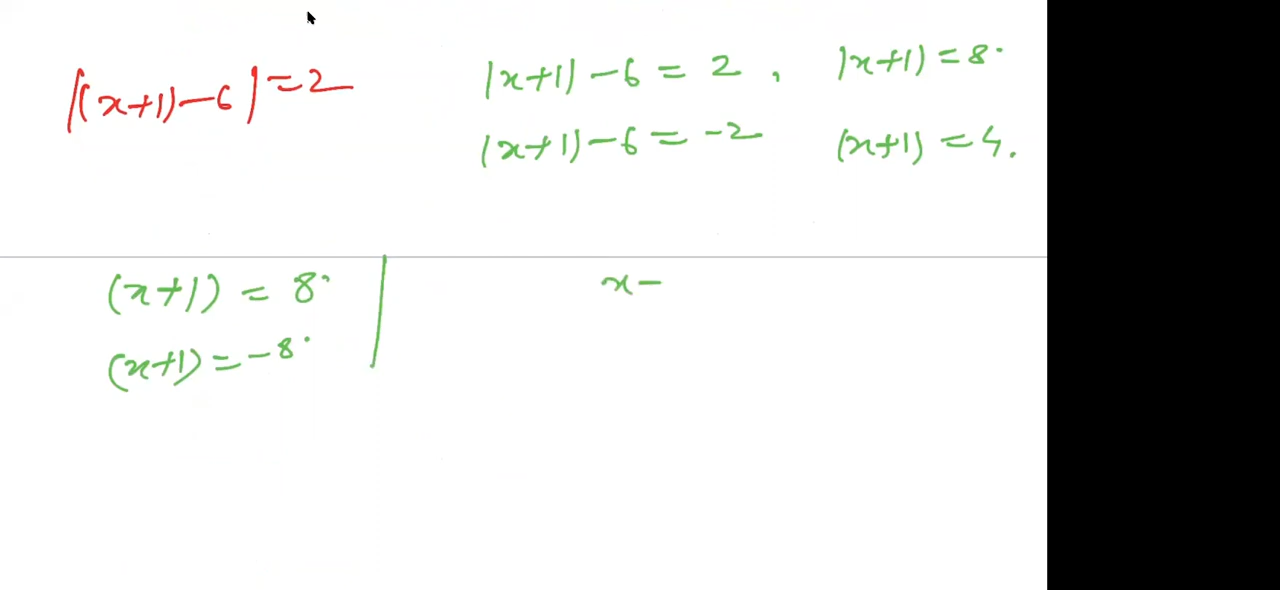 |(x+1)-6|=2
|x+1)-6=2,
|x+1)=8.
(x+1)-6=-2
(x+1)=4.
(x+1)=8.
(x+1)=-8.
x-